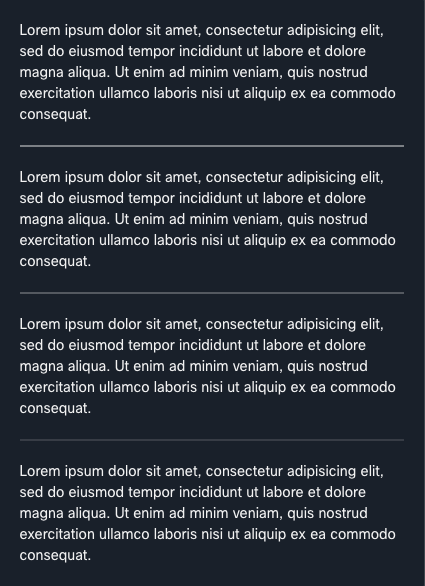 Lorem ipsum dolor sit amet, consectetur adipisicing elit,
sed do eiusmod tempor incididunt ut labore et dolore
magna aliqua. Ut enim ad minim veniam, quis nostrud
exercitation ullamco laboris nisi ut aliquip ex ea commodo
consequat.
Lorem ipsum dolor sit amet, consectetur adipisicing elit,
sed do eiusmod tempor incididunt ut labore et dolore
magna aliqua. Ut enim ad minim veniam, quis nostrud
exercitation ullamco laboris nisi ut aliquip ex ea commodo
consequat.
Lorem ipsum dolor sit amet, consectetur adipisicing elit,
sed do eiusmod tempor incididunt ut labore et dolore
magna aliqua. Ut enim ad minim veniam, quis nostrud
exercitation ullamco laboris nisi ut aliquip ex ea commodo
consequat.
Lorem ipsum dolor sit amet, consectetur adipisicing elit,
sed do eiusmod tempor incididunt ut labore et dolore
magna aliqua. Ut enim ad minim veniam, quis nostrud
exercitation ullamco laboris nisi ut aliquip ex ea commodo
consequat.